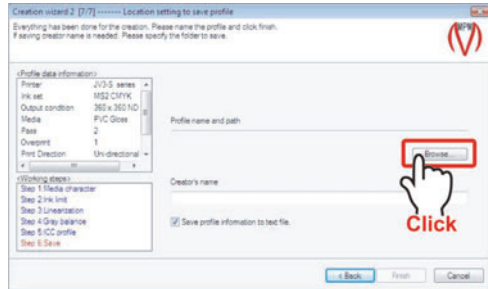 Creation wizard 2 [7/7] ------- Location setting to save profile
Everything has been done for the creation. Please name the profile and click finish.
If saving creator name is needed. Please specify the folder to save.
MPM
<Profile data information>
Printer JV3-S series
Ink set MS2 CMYK
Output condition 360 x 360 ND
Media PVC Gloss
Pass 2
Overprint 1
Print Direction Uni-directional
Profile name and path
Browse...
<Working steps>
Step 1:Media character
Step 2:Ink limit
Step 3:Linearization
Step 4:Gray balance
Step 5:ICC profile
Step 6:Save
Creator's name
Save profile information to text file.
Click
< Back
Finish
Cancel